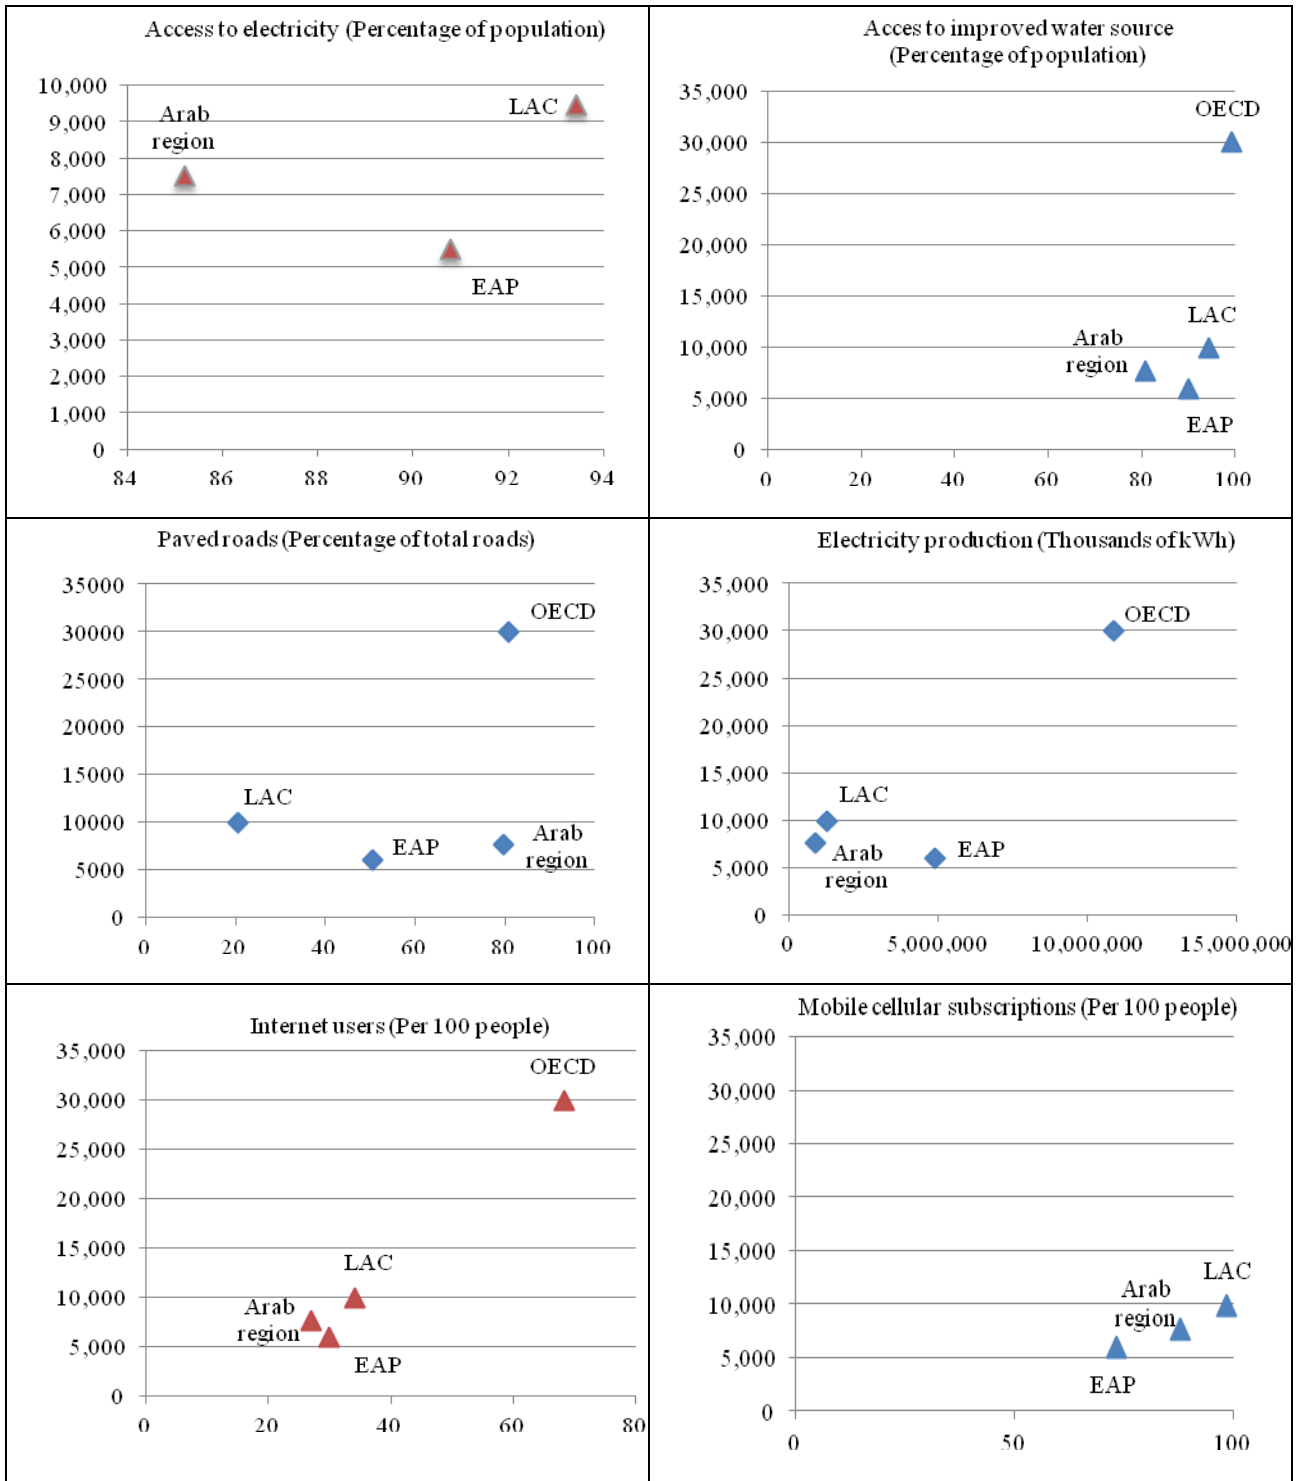 Access to electricity (Percentage of population)
10,000
9,000
8,000
7,000
6,000
5,000
4,000
3,000
2,000
1,000
0
Arab
region
LAC
EAP
84 86 88 90 92 94
Acces to improved water source
(Percentage of population)
35,000
30,000
25,000
20,000
15,000
10,000
5,000
0
OECD
LAC
Arab
region
EAP
0 20 40 60 80 100
Paved roads (Percentage of total roads)
35000
30000
25000
20000
15000
10000
5000
0
OECD
LAC
EAP
Arab
region
0 20 40 60 80 100
Electricity production (Thousands of kWh)
35,000
30,000
25,000
20,000
15,000
10,000
5,000
0
OECD
LAC
Arab
region
EAP
0 5,000,000 10,000,000 15,000,000
Internet users (Per 100 people)
35,000
30,000
25,000
20,000
15,000
10,000
5,000
0
OECD
LAC
Arab
region
EAP
0 20 40 60 80
Mobile cellular subscriptions (Per 100 people)
35,000
30,000
25,000
20,000
15,000
10,000
5,000
0
LAC
Arab
region
EAP
0 50 100